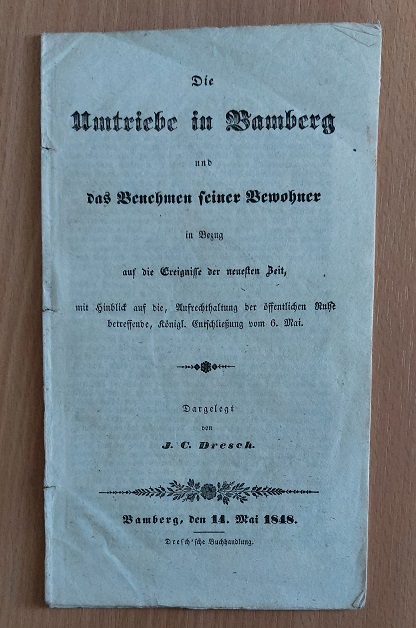 Die
Umtriebe in Bamberg
und
das Benehmen seiner Bewohner
in Bezug
auf die Ereignisse der neuesten Zeit,
mit Hinblick auf die, Aufrechthaltung der öffentlichen Ruhe
betreffende, Königl. Entschließung vom 6. Mai.
Dargelegt
von
J. C. Dresch.
Bamberg, den 14. Mai 1848.
Dresch'sche Buchhandlung.